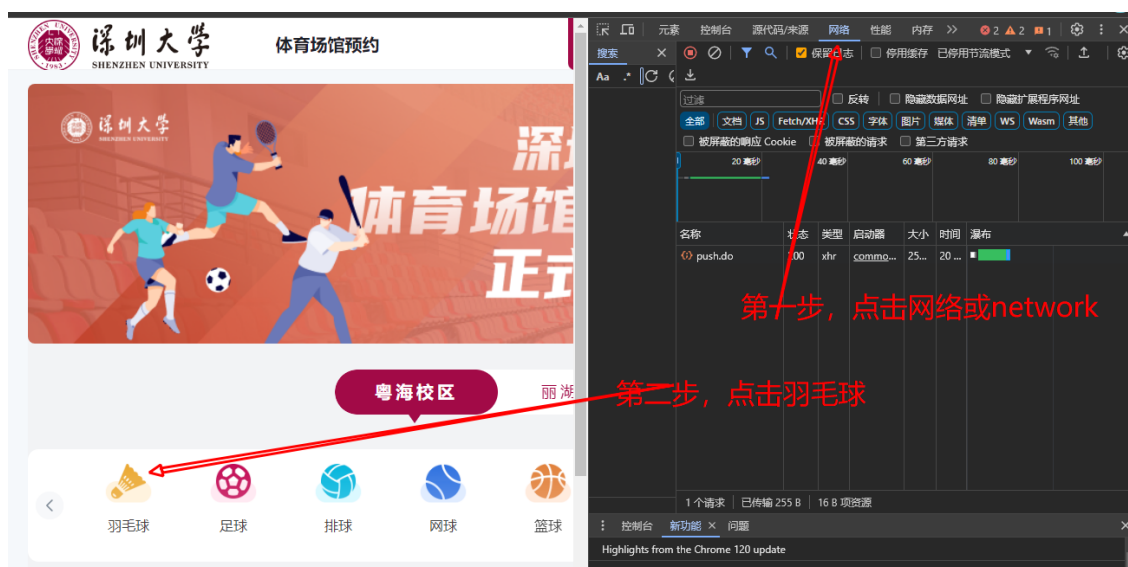 深圳大学
SHENZHEN UNIVERSITY
体育场馆预约
深圳大学
SHENZHEN UNIVERSITY
体育场馆
正式
粤海校区
丽湖
羽毛球
足球
排球
网球
篮球
元素 控制台 源代码/来源 网络 性能 内存 2 2 1
搜索
保留日志 停用缓存 已停用节流模式
Aa .*
过滤
反转 隐藏数据网址 隐藏扩展程序网址
全部 文档 JS Fetch/XHR CSS 字体 图片 媒体 清单 WS Wasm 其他
被屏蔽的响应 Cookie 被屏蔽的请求 第三方请求
20 毫秒 40 毫秒 60 毫秒 80 毫秒 100 毫秒
名称 状态 类型 启动器 大小 时间 瀑布
push.do 200 xhr commo... 25... 20 ...
第一步，点击网络或network
第二步，点击羽毛球
1 个请求 已传输 255 B 16 B 项资源
控制台 新功能 问题
Highlights from the Chrome 120 update